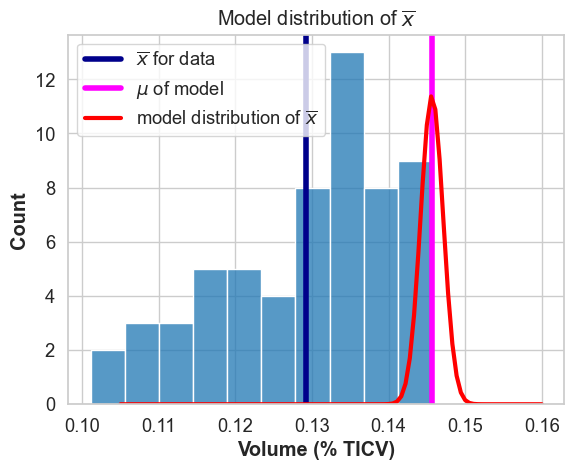 Model distribution of x̅
x̅ for data
μ of model
model distribution of x̅
Count
12
10
8
6
4
2
0
0.10 0.11 0.12 0.13 0.14 0.15 0.16
Volume (% TICV)